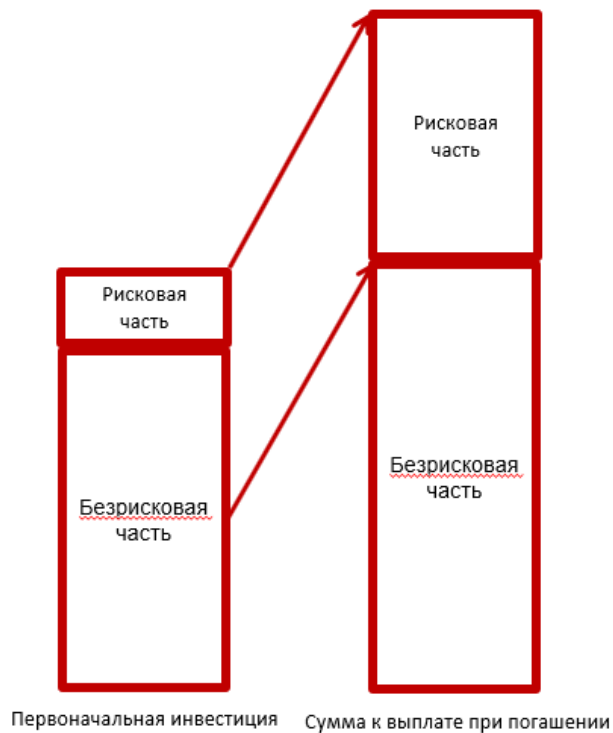 Рисковая
часть
Рисковая
часть
Безрисковая
часть
Безрисковая
часть
Первоначальная инвестиция
Сумма к выплате при погашении